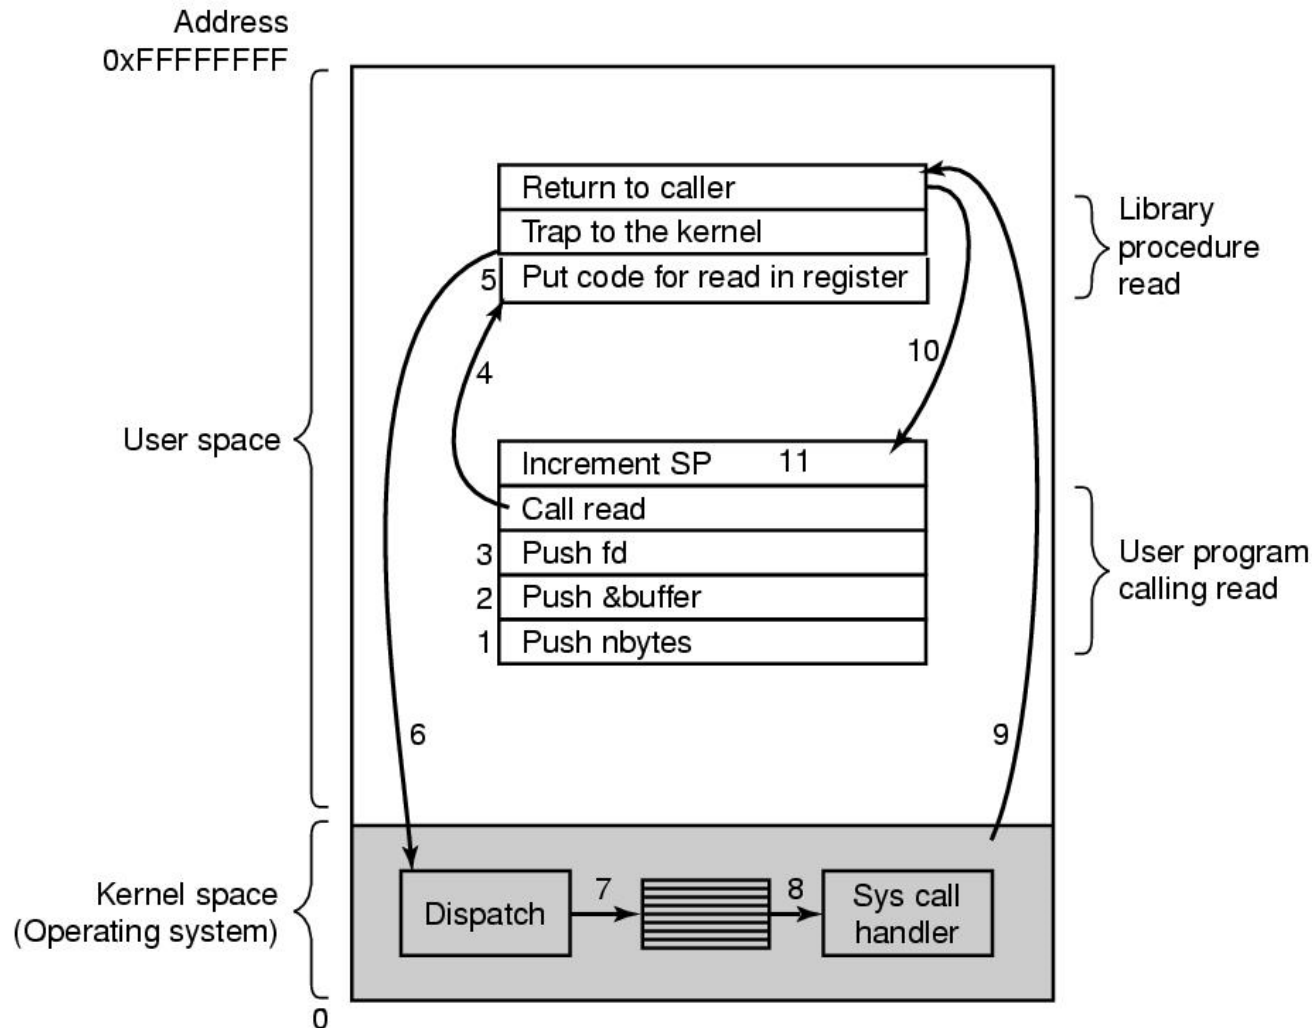 Address
0xFFFFFFFF
Return to caller
Trap to the kernel
5 Put code for read in register
Library
procedure
read
4
10
User space
Increment SP 11
Call read
3 Push fd
2 Push &buffer
1 Push nbytes
User program
calling read
6
9
Kernel space
(Operating system)
Dispatch
7
8
Sys call
handler
0